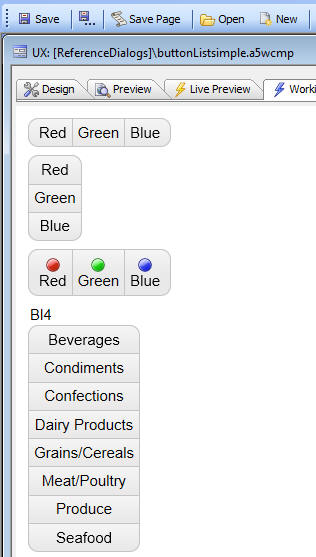 Save Save Page Open New
UX: [ReferenceDialogs]\buttonListsimple.a5wcmp
Design Preview Live Preview Worki
Red Green Blue
Red
Green
Blue
Red Green Blue
Bl4
Beverages
Condiments
Confections
Dairy Products
Grains/Cereals
Meat/Poultry
Produce
Seafood